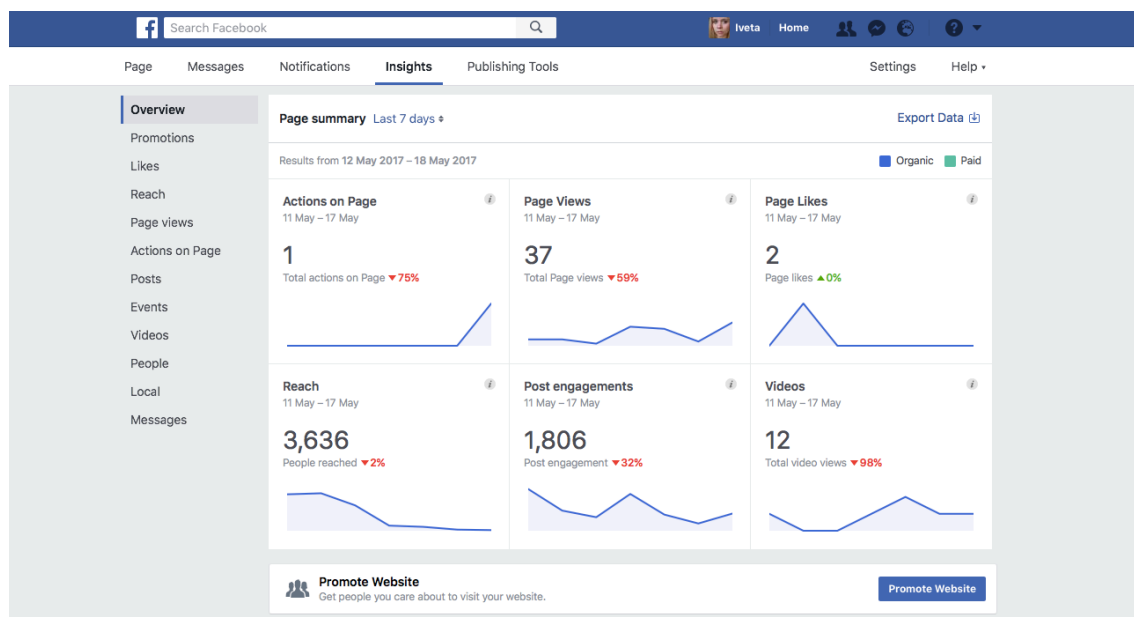 f Search Facebook Iveta Home ?
Page Messages Notifications Insights Publishing Tools Settings Help
Overview
Promotions
Likes
Reach
Page views
Actions on Page
Posts
Events
Videos
People
Local
Messages
Page summary Last 7 days Export Data
Results from 12 May 2017 – 18 May 2017 Organic Paid
Actions on Page i
11 May – 17 May
1
Total actions on Page ▼75%
Page Views i
11 May – 17 May
37
Total Page views ▼59%
Page Likes i
11 May – 17 May
2
Page likes ▲0%
Reach i
11 May – 17 May
3,636
People reached ▼2%
Post engagements i
11 May – 17 May
1,806
Post engagement ▼32%
Videos i
11 May – 17 May
12
Total video views ▼98%
Promote Website
Get people you care about to visit your website.
Promote Website